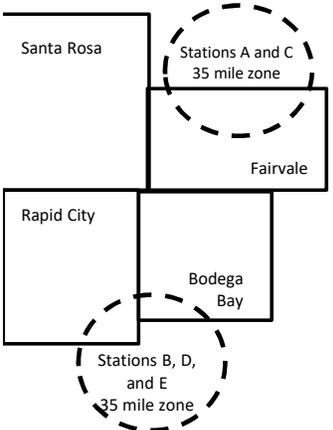 Santa Rosa
Stations A and C
35 mile zone
Fairvale
Rapid City
Bodega
Bay
Stations B, D,
and E
35 mile zone